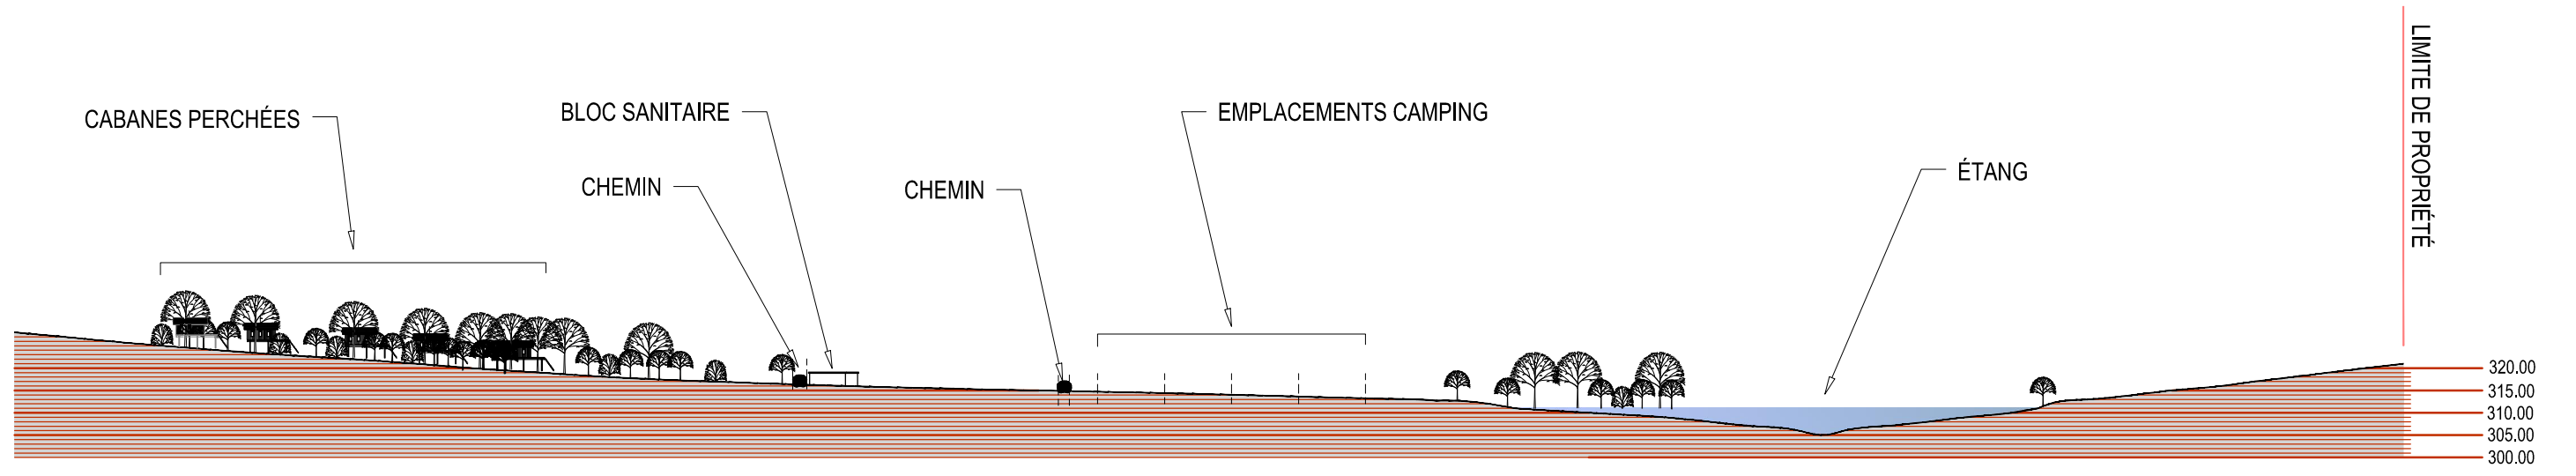 CABANES PERCHÉES
BLOC SANITAIRE
CHEMIN
CHEMIN
EMPLACEMENTS CAMPING
ÉTANG
LIMITE DE PROPRIÉTÉ
320.00
315.00
310.00
305.00
300.00